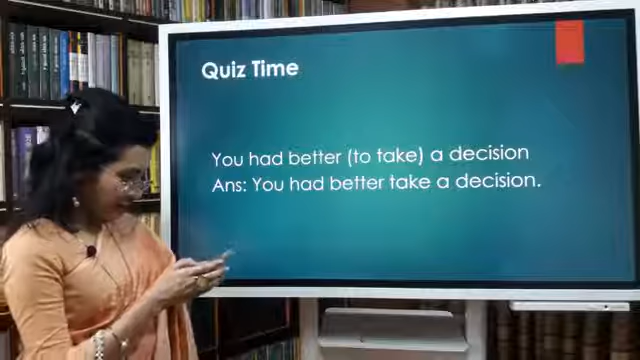 Quiz Time
You had better (to take) a decision
Ans: You had better take a decision.